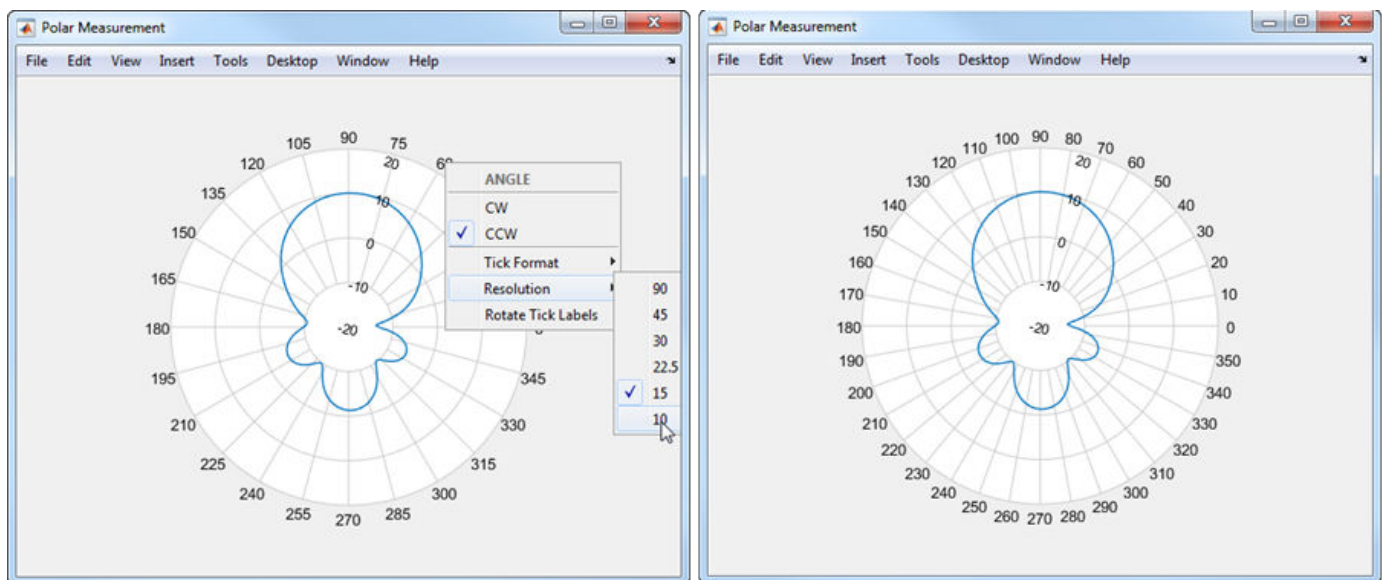 Polar Measurement
File Edit View Insert Tools Desktop Window Help
90
105 75
120 20
135 10
150 0
165 -10
180 -20
195 345
210 330
225 315
240 300
255 270 285
ANGLE
CW
CCW
Tick Format
Resolution
Rotate Tick Labels
90
45
30
22.5
15
10
Polar Measurement
File Edit View Insert Tools Desktop Window Help
110 100 90 80 70
120 20 60
130 50
140 10 40
150 0 30
160 20
170 -10 10
180 -20 0
190 350
200 340
210 330
220 320
230 310
240 300
250 260 270 280 290